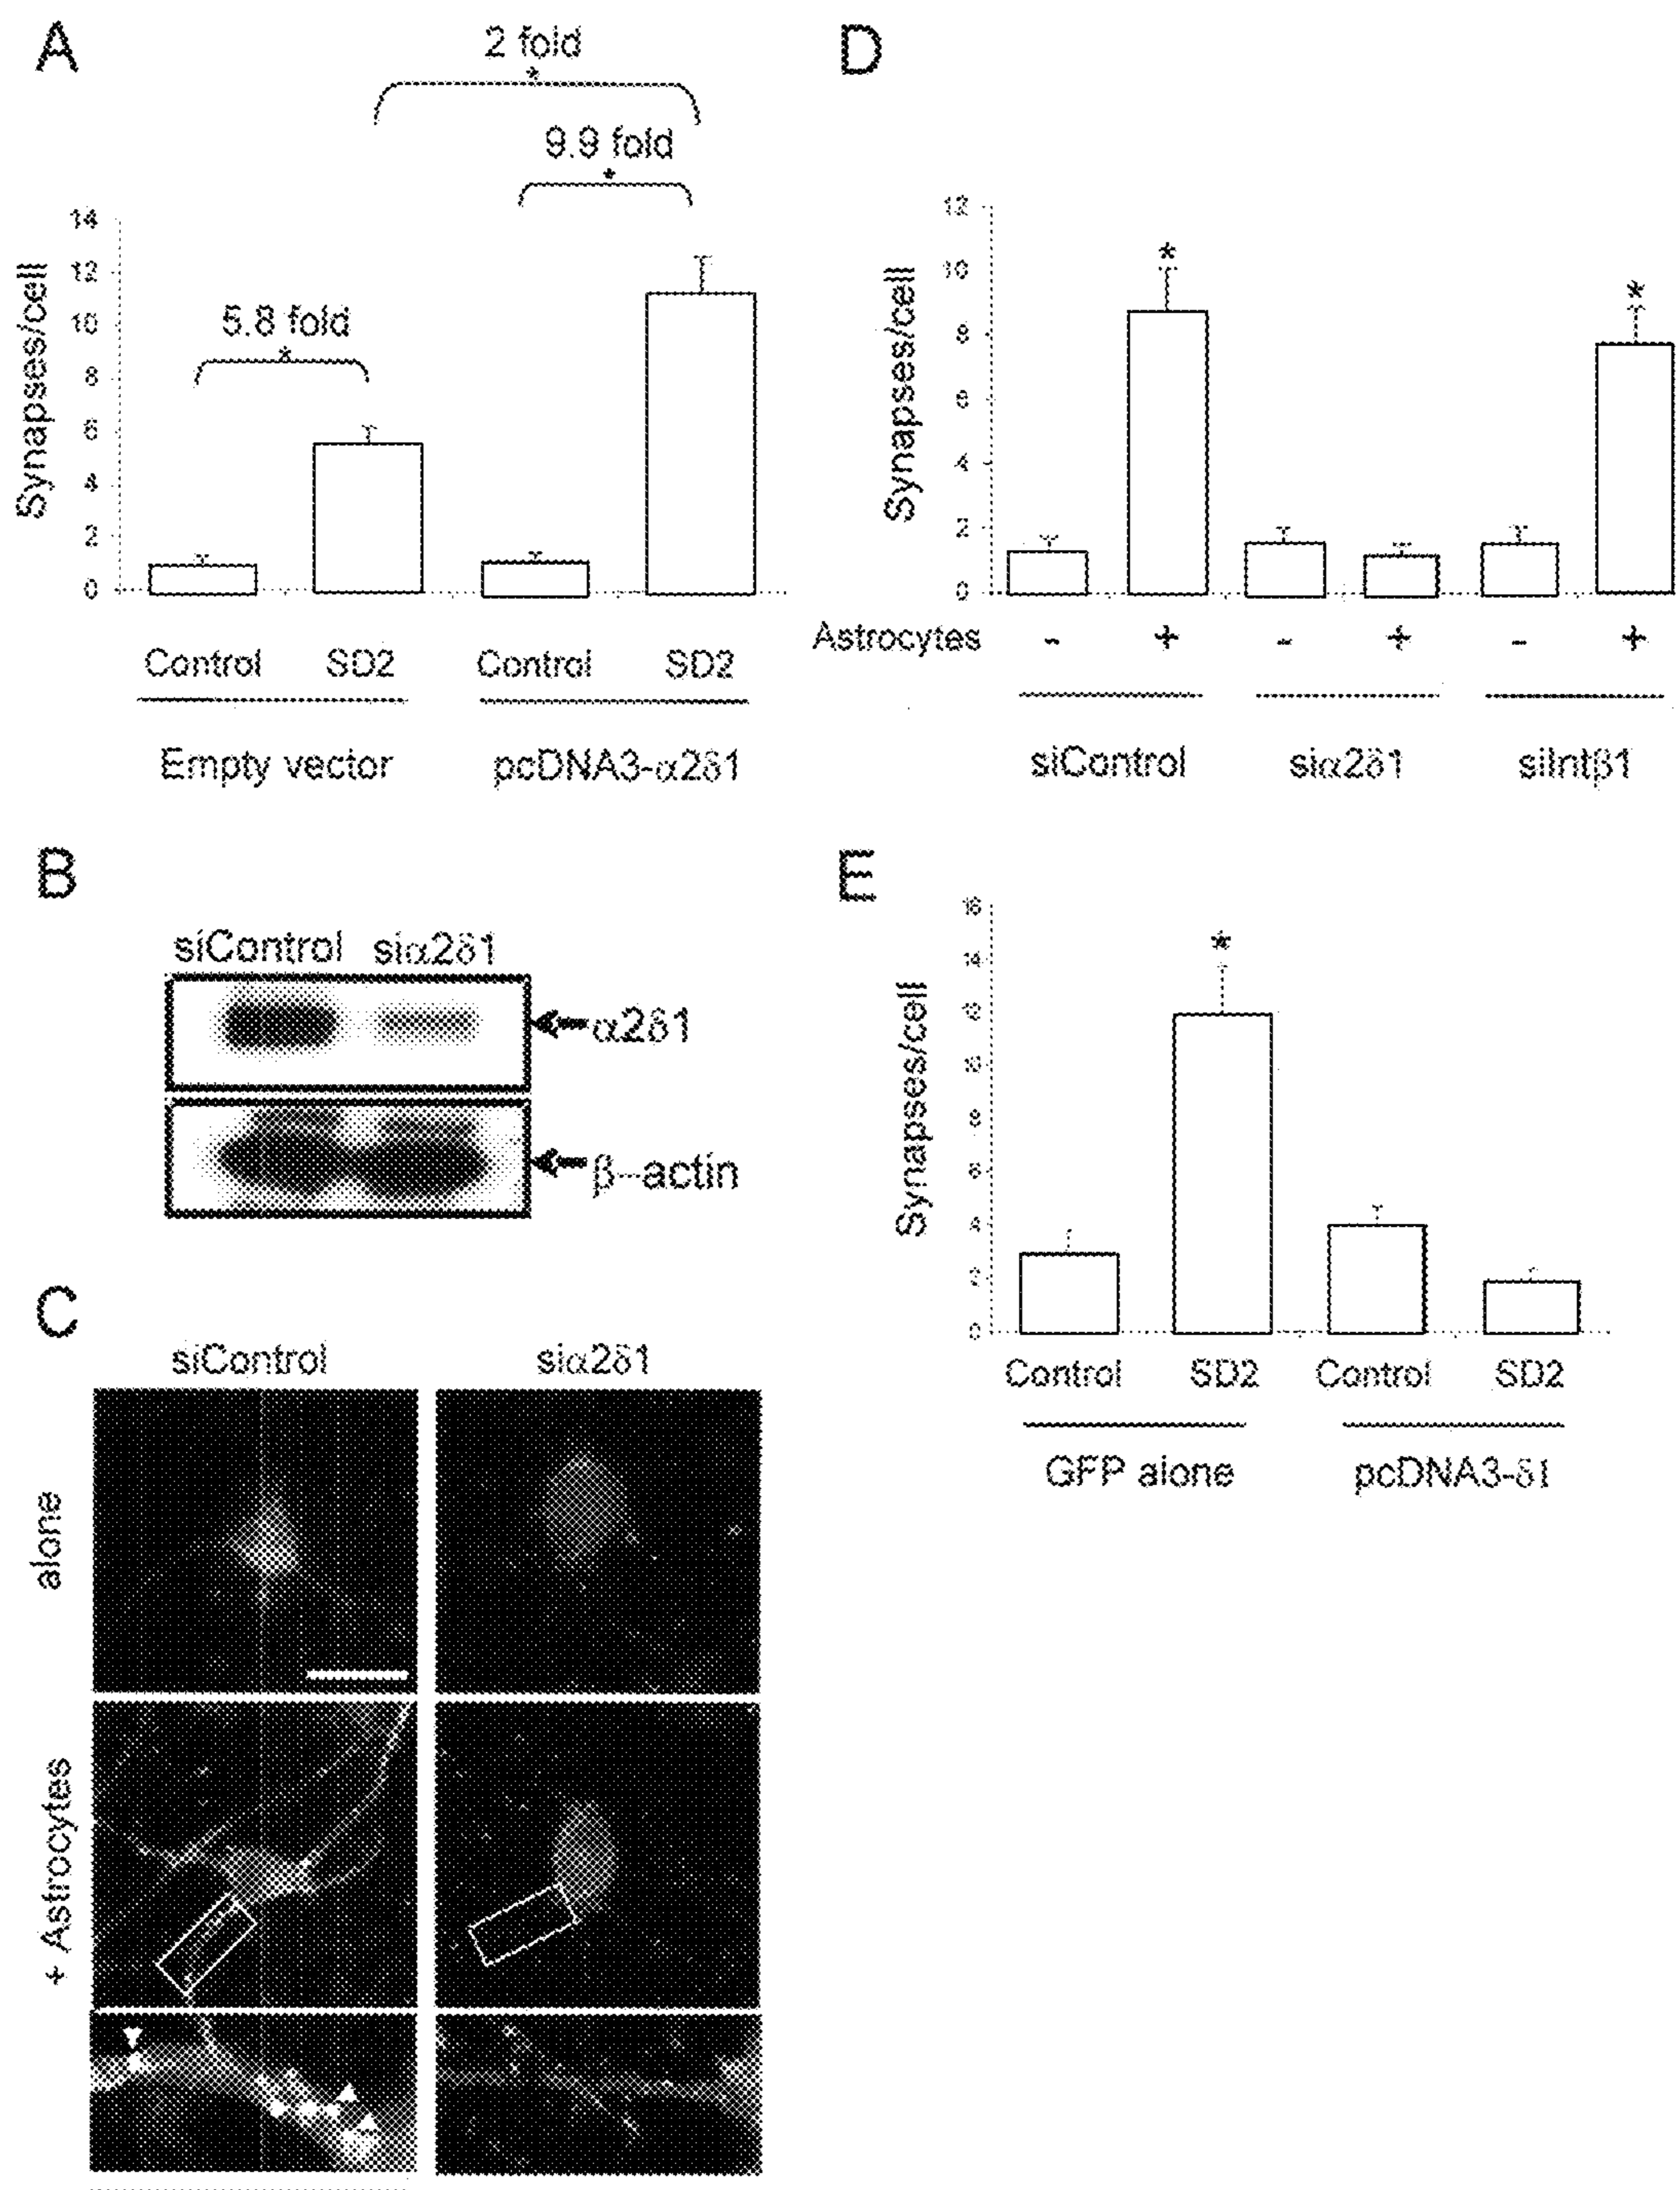 A
2 fold
*
9.9 fold
*
5.8 fold
*
Synapses/cell
14
12
10
8
6
4
2
0
Control SD2 Control SD2
Empty vector pcDNA3-α2δ1
D
Synapses/cell
12
10
8
6
4
2
0
*
*
Astrocytes - + - + - +
siControl siα2δ1 siIntβ1
B
siControl siα2δ1
α2δ1
β-actin
E
Synapses/cell
16
14
12
10
8
6
4
2
0
*
Control SD2 Control SD2
GFP alone pcDNA3-δ1
C
siControl siα2δ1
alone
+ Astrocytes